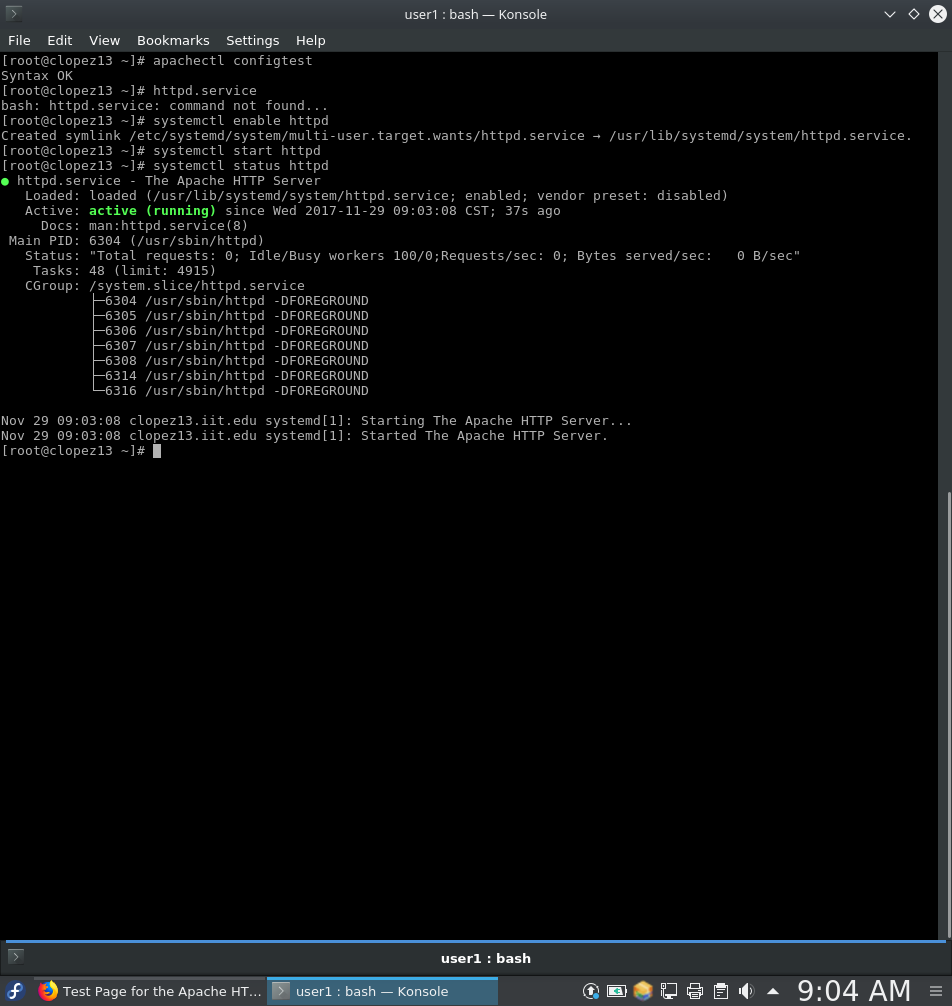 user1 : bash — Konsole
File Edit View Bookmarks Settings Help
[root@clopez13 ~]# apachectl configtest
Syntax OK
[root@clopez13 ~]# httpd.service
bash: httpd.service: command not found...
[root@clopez13 ~]# systemctl enable httpd
Created symlink /etc/systemd/system/multi-user.target.wants/httpd.service → /usr/lib/systemd/system/httpd.service.
[root@clopez13 ~]# systemctl start httpd
[root@clopez13 ~]# systemctl status httpd
● httpd.service - The Apache HTTP Server
   Loaded: loaded (/usr/lib/systemd/system/httpd.service; enabled; vendor preset: disabled)
   Active: active (running) since Wed 2017-11-29 09:03:08 CST; 37s ago
     Docs: man:httpd.service(8)
 Main PID: 6304 (/usr/sbin/httpd)
   Status: "Total requests: 0; Idle/Busy workers 100/0;Requests/sec: 0; Bytes served/sec:   0 B/sec"
    Tasks: 48 (limit: 4915)
   CGroup: /system.slice/httpd.service
           ├─6304 /usr/sbin/httpd -DFOREGROUND
           ├─6305 /usr/sbin/httpd -DFOREGROUND
           ├─6306 /usr/sbin/httpd -DFOREGROUND
           ├─6307 /usr/sbin/httpd -DFOREGROUND
           ├─6308 /usr/sbin/httpd -DFOREGROUND
           ├─6314 /usr/sbin/httpd -DFOREGROUND
           └─6316 /usr/sbin/httpd -DFOREGROUND
Nov 29 09:03:08 clopez13.iit.edu systemd[1]: Starting The Apache HTTP Server...
Nov 29 09:03:08 clopez13.iit.edu systemd[1]: Started The Apache HTTP Server.
[root@clopez13 ~]#
user1 : bash
Test Page for the Apache HT... user1 : bash — Konsole 9:04 AM